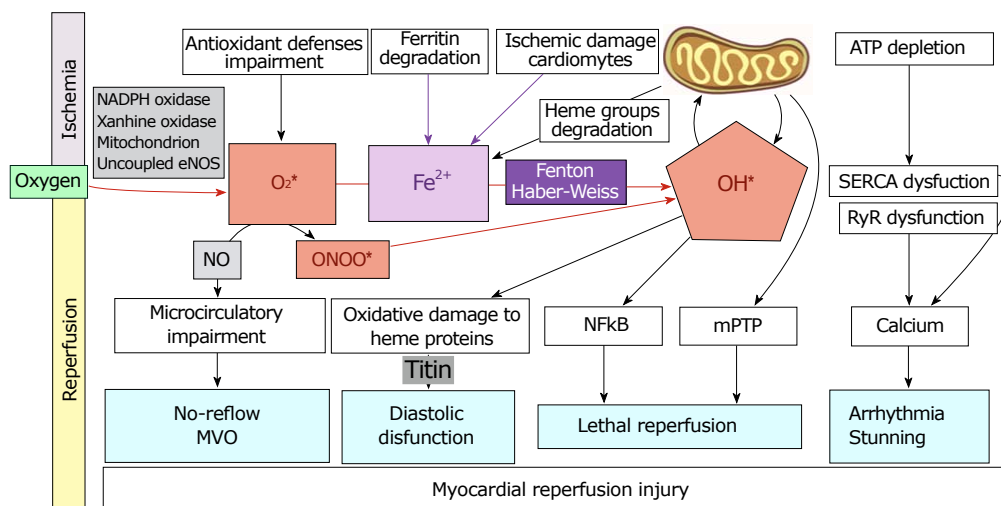 Ischemia
Reperfusion
Oxygen
NADPH oxidase
Xanhine oxidase
Mitochondrion
Uncoupled eNOS
Antioxidant defenses
impairment
Ferritin
degradation
Ischemic damage
cardiomytes
Heme groups
degradation
ATP depletion
O2*
Fe2+
Fenton
Haber-Weiss
OH*
SERCA dysfuction
RyR dysfunction
NO
ONOO*
Microcirculatory
impairment
Oxidative damage to
heme proteins
NFkB
mPTP
Calcium
Titin
No-reflow
MVO
Diastolic
disfunction
Lethal reperfusion
Arrhythmia
Stunning
Myocardial reperfusion injury